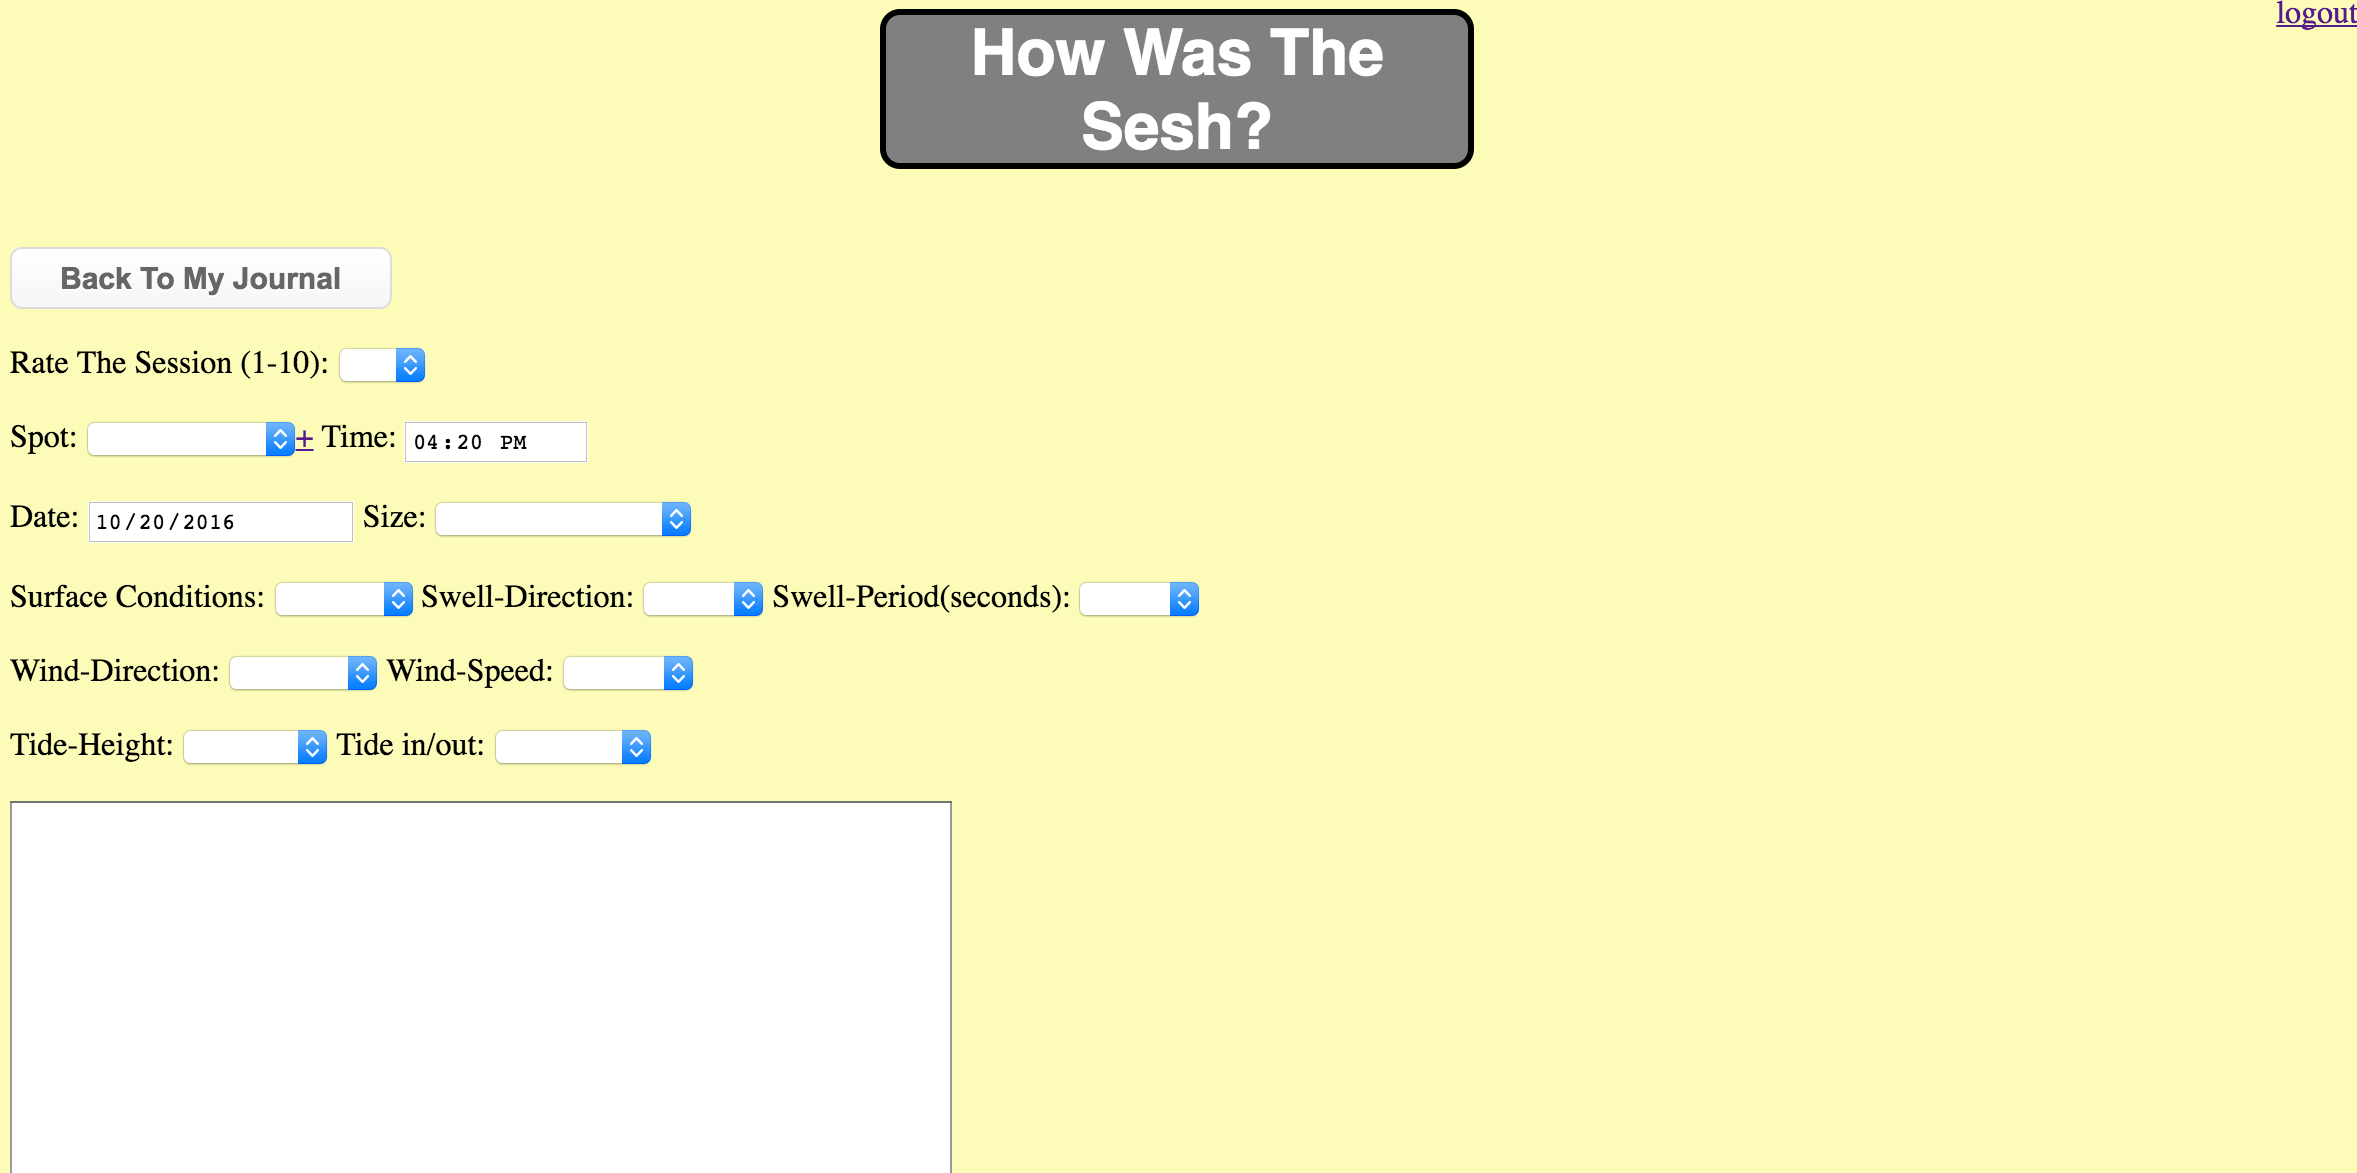 logout
How Was The
Sesh?
Back To My Journal
Rate The Session (1-10):
Spot: + Time: 04:20 PM
Date: 10/20/2016 Size:
Surface Conditions: Swell-Direction: Swell-Period(seconds):
Wind-Direction: Wind-Speed:
Tide-Height: Tide in/out: